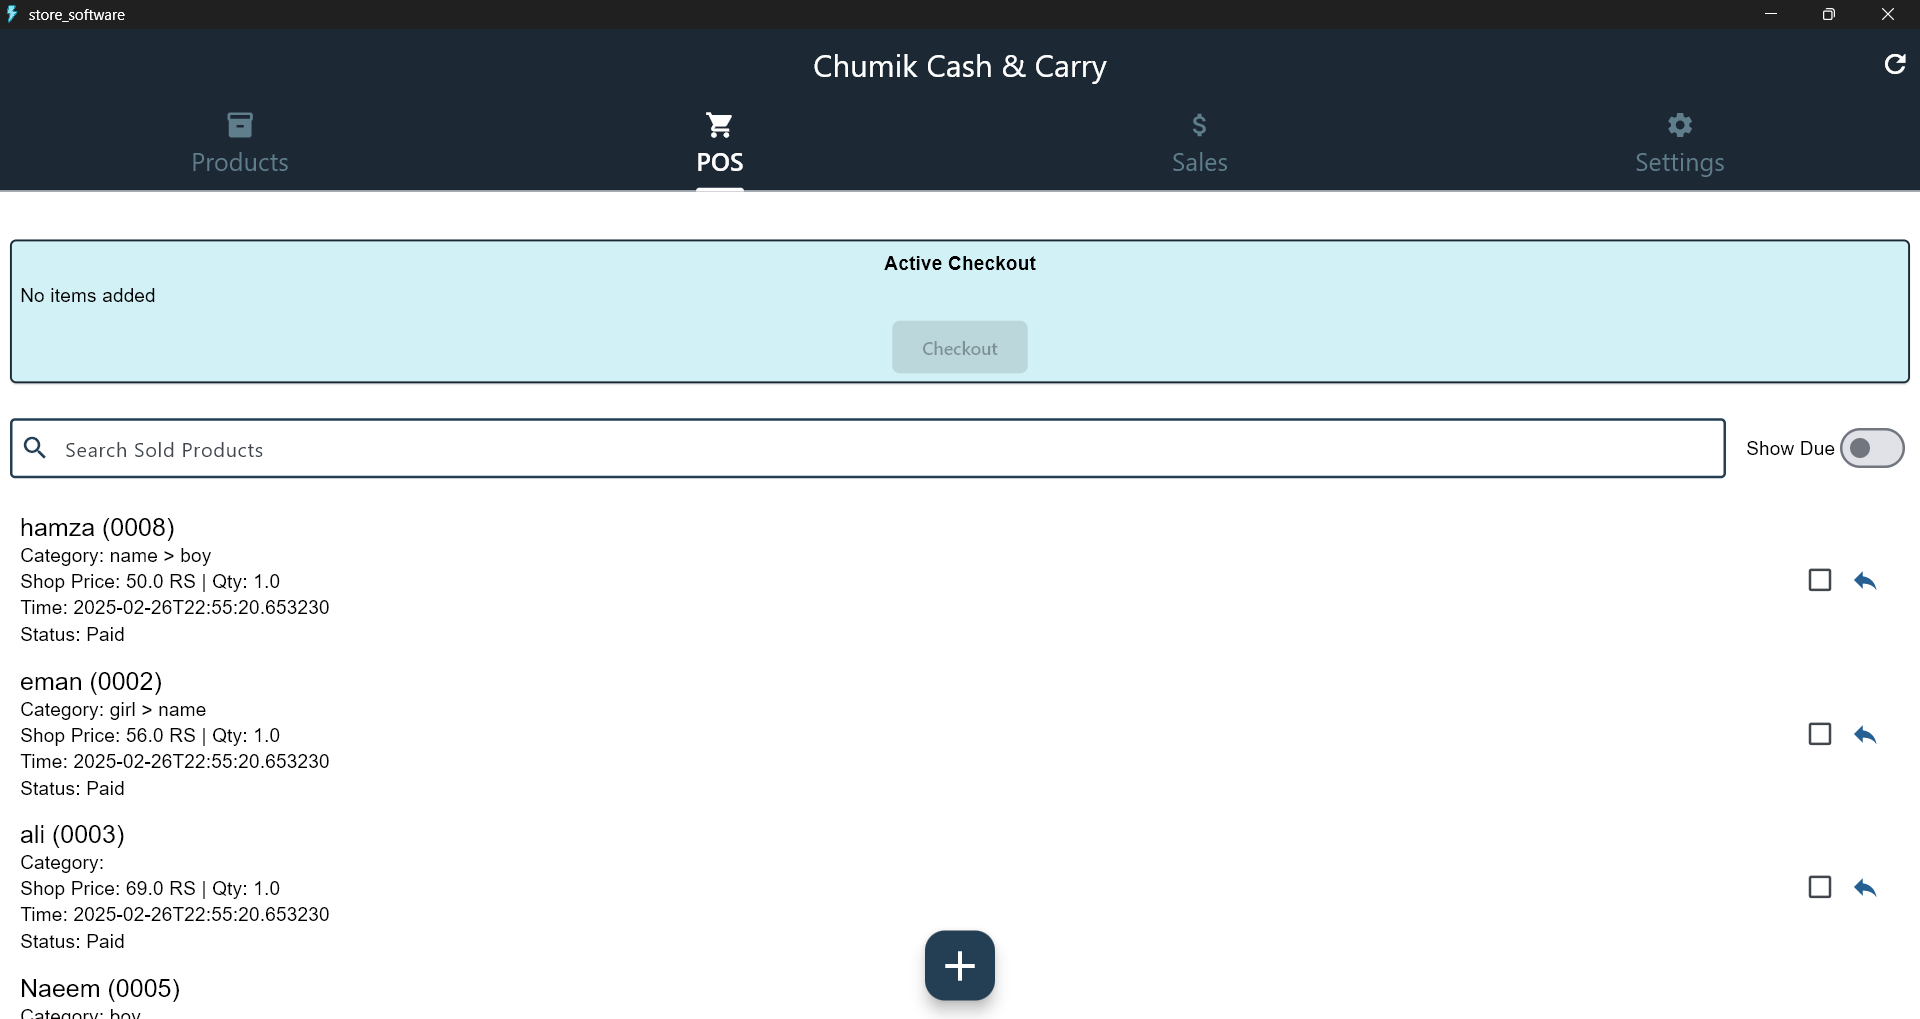 store_software
Chumik Cash & Carry
Products
POS
Sales
Settings
Active Checkout
No items added
Checkout
Search Sold Products
Show Due
hamza (0008)
Category: name > boy
Shop Price: 50.0 RS | Qty: 1.0
Time: 2025-02-26T22:55:20.653230
Status: Paid
eman (0002)
Category: girl > name
Shop Price: 56.0 RS | Qty: 1.0
Time: 2025-02-26T22:55:20.653230
Status: Paid
ali (0003)
Category:
Shop Price: 69.0 RS | Qty: 1.0
Time: 2025-02-26T22:55:20.653230
Status: Paid
Naeem (0005)
Category: boy